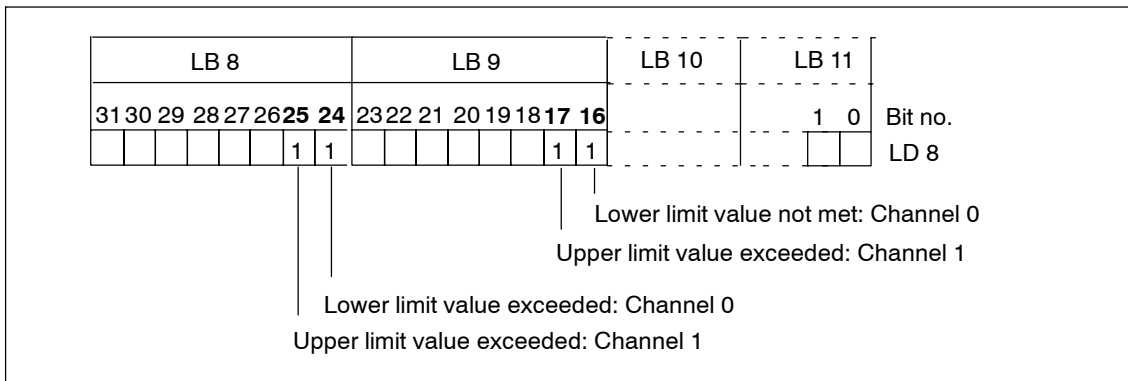 LB 8 LB 9 LB 10 LB 11
31 30 29 28 27 26 25 24 23 22 21 20 19 18 17 16 1 0 Bit no.
1 1 1 1 LD 8
Lower limit value not met: Channel 0
Upper limit value exceeded: Channel 1
Lower limit value exceeded: Channel 0
Upper limit value exceeded: Channel 1